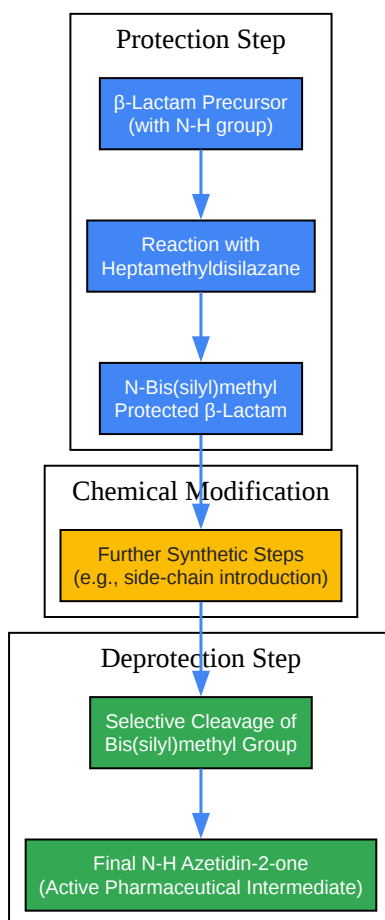 Protection Step
β-Lactam Precursor
(with N-H group)
Reaction with
Heptamethyldisilazane
N-Bis(silyl)methyl
Protected β-Lactam
Chemical Modification
Further Synthetic Steps
(e.g., side-chain introduction)
Deprotection Step
Selective Cleavage of
Bis(silyl)methyl Group
Final N-H Azetidin-2-one
(Active Pharmaceutical Intermediate)